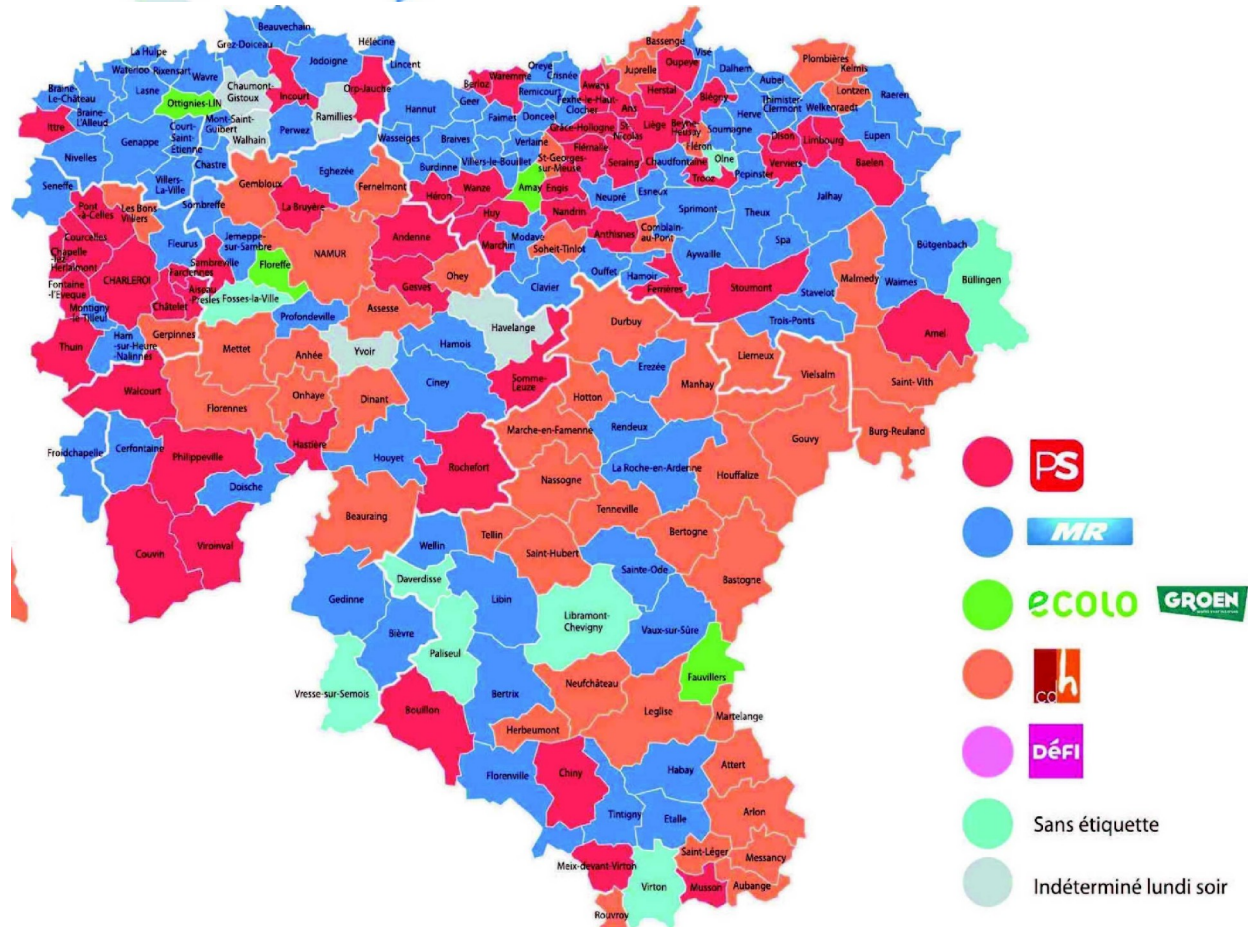 Beauvechain
Bassenge
La Hulpe
Grez-Doiceau
Hélécine
Visé
Waterloo
Rixensart
Wavre
Jodoigne
Lincent
Oreye
Crisnée
Juprelle
Oupeye
Dalhem
Plombières
Kelmis
Braine-
Le-Château
Lasne
Chaumont-
Gistoux
Incourt
Orp-Jauche
Berloz
Waremme
Remicourt
Awans
Herstal
Aubel
Lontzen
Ottignies-LIN
Hannut
Geer
Fexhe-le-Haut-
Clocher
Ans
Blégny
Thimister-
Clermont
Welkenraedt
Raeren
Ittre
Braine-
L'Alleud
Court-
Saint-
Étienne
Mont-Saint-
Guibert
Ramillies
Faimes
Donceel
Grâce-Hollogne
St-
Nicolas
Liège
Beyne-
Heusay
Herve
Genappe
Walhain
Perwez
Wasseiges
Braives
Verlaine
Flémalle
Fléron
Soumagne
Dison
Limbourg
Eupen
Nivelles
Chastre
Burdinne
Villers-le-Bouillet
St-Georges-
sur-Meuse
Seraing
Chaudfontaine
Olne
Verviers
Baelen
Seneffe
Villers-
La-Ville
Gembloux
Eghezée
Fernelmont
Héron
Wanze
Amay
Engis
Neupré
Esneux
Trooz
Pepinster
Jalhay
Pont
-à-Celles
Les Bons
Villers
Sombreffe
La Bruyère
Huy
Nandrin
Sprimont
Theux
Courcelles
Fleurus
Jemeppe-
sur-Sambre
Andenne
Marchin
Modave
Anthisnes
Comblain-
au-Pont
Spa
Bütgenbach
Chapelle
-lez-
Herlaimont
CHARLEROI
Farciennes
Sambreville
Floreffe
NAMUR
Ohey
Soheit-Tinlot
Aywaille
Malmedy
Waimes
Büllingen
Fontaine
-l'Eveque
Châtelet
Aiseau
-Presles
Fosses-la-Ville
Gesves
Clavier
Ouffet
Hamoir
Ferrières
Stoumont
Stavelot
Montigny
-le-Tilleul
Profondeville
Assesse
Havelange
Durbuy
Trois-Ponts
Amel
Thuin
Ham
-sur-Heure
-Nalinnes
Gerpinnes
Mettet
Anhée
Yvoir
Hamois
Lierneux
Walcourt
Ciney
Somme-
Leuze
Erezée
Manhay
Vielsalm
Saint-Vith
Florennes
Onhaye
Dinant
Hotton
Burg-Reuland
Froidchapelle
Cerfontaine
Philippeville
Hastière
Marche-en-Famenne
Rendeux
Gouvy
Houyet
Rochefort
La Roche-en-Ardenne
Houffalize
Doische
Nassogne
Beauraing
Tenneville
Couvin
Viroinval
Tellin
Bertogne
Wellin
Saint-Hubert
Daverdisse
Sainte-Ode
Bastogne
Gedinne
Libin
Libramont-
Chevigny
Bièvre
Vaux-sur-Sûre
Paliseul
Fauvillers
Vresse-sur-Semois
Neufchâteau
Bertrix
Bouillon
Leglise
Martelange
Herbeumont
Florenville
Chiny
Habay
Attert
Tintigny
Etalle
Arlon
Saint-Léger
Messancy
Meix-devant-Virton
Virton
Musson
Aubange
Rouvroy
PS
MR
ecolo GROEN
cdh
DéFI
Sans étiquette
Indéterminé lundi soir